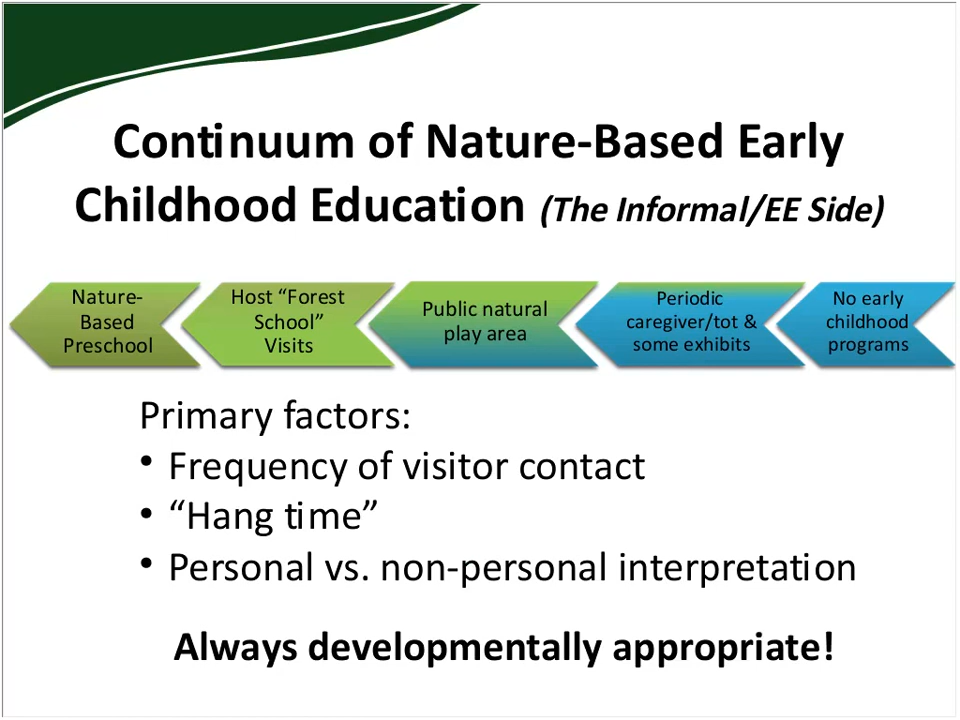 Continuum of Nature-Based Early
Childhood Education (The Informal/EE Side)
Nature-
Based
Preschool
Host “Forest
School”
Visits
Public natural
play area
Periodic
caregiver/tot &
some exhibits
No early
childhood
programs
Primary factors:
• Frequency of visitor contact
• “Hang time”
• Personal vs. non-personal interpretation
Always developmentally appropriate!